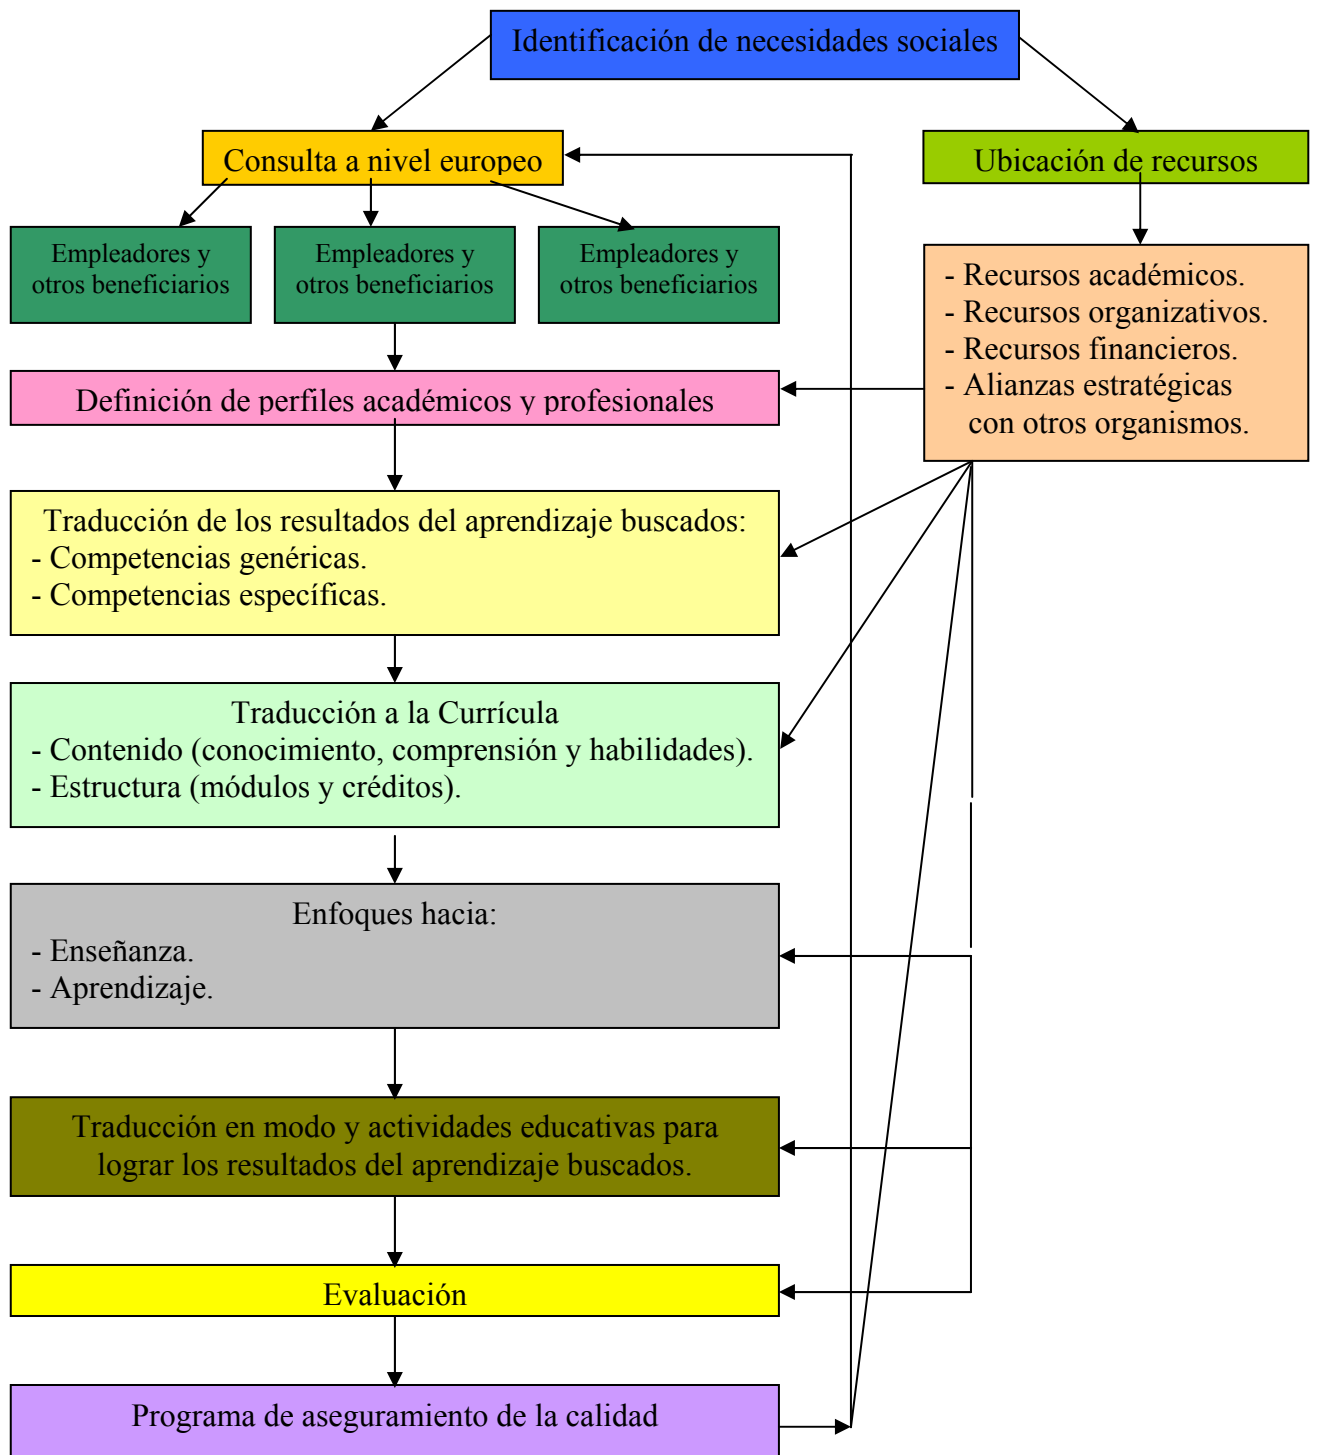 Identificación de necesidades sociales
Consulta a nivel europeo
Ubicación de recursos
Empleadores y
otros beneficiarios
Empleadores y
otros beneficiarios
Empleadores y
otros beneficiarios
- Recursos académicos.
- Recursos organizativos.
- Recursos financieros.
- Alianzas estratégicas
con otros organismos.
Definición de perfiles académicos y profesionales
Traducción de los resultados del aprendizaje buscados:
- Competencias genéricas.
- Competencias específicas.
Traducción a la Currícula
- Contenido (conocimiento, comprensión y habilidades).
- Estructura (módulos y créditos).
Enfoques hacia:
- Enseñanza.
- Aprendizaje.
Traducción en modo y actividades educativas para
lograr los resultados del aprendizaje buscados.
Evaluación
Programa de aseguramiento de la calidad